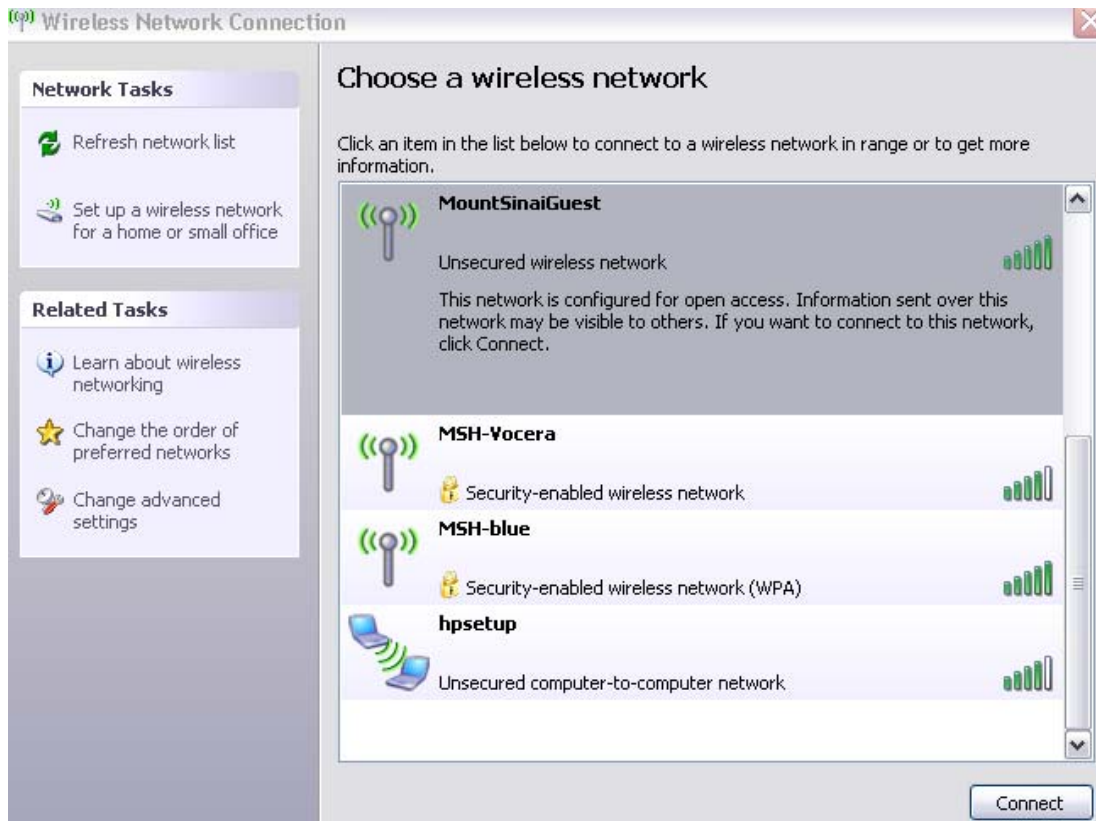 Wireless Network Connection
Network Tasks
Refresh network list
Set up a wireless network
for a home or small office
Related Tasks
Learn about wireless
networking
Change the order of
preferred networks
Change advanced
settings
Choose a wireless network
Click an item in the list below to connect to a wireless network in range or to get more
information.
MountSinaiGuest
Unsecured wireless network
This network is configured for open access. Information sent over this
network may be visible to others. If you want to connect to this network,
click Connect.
MSH-Vocera
Security-enabled wireless network
MSH-blue
Security-enabled wireless network (WPA)
hpsetup
Unsecured computer-to-computer network
Connect